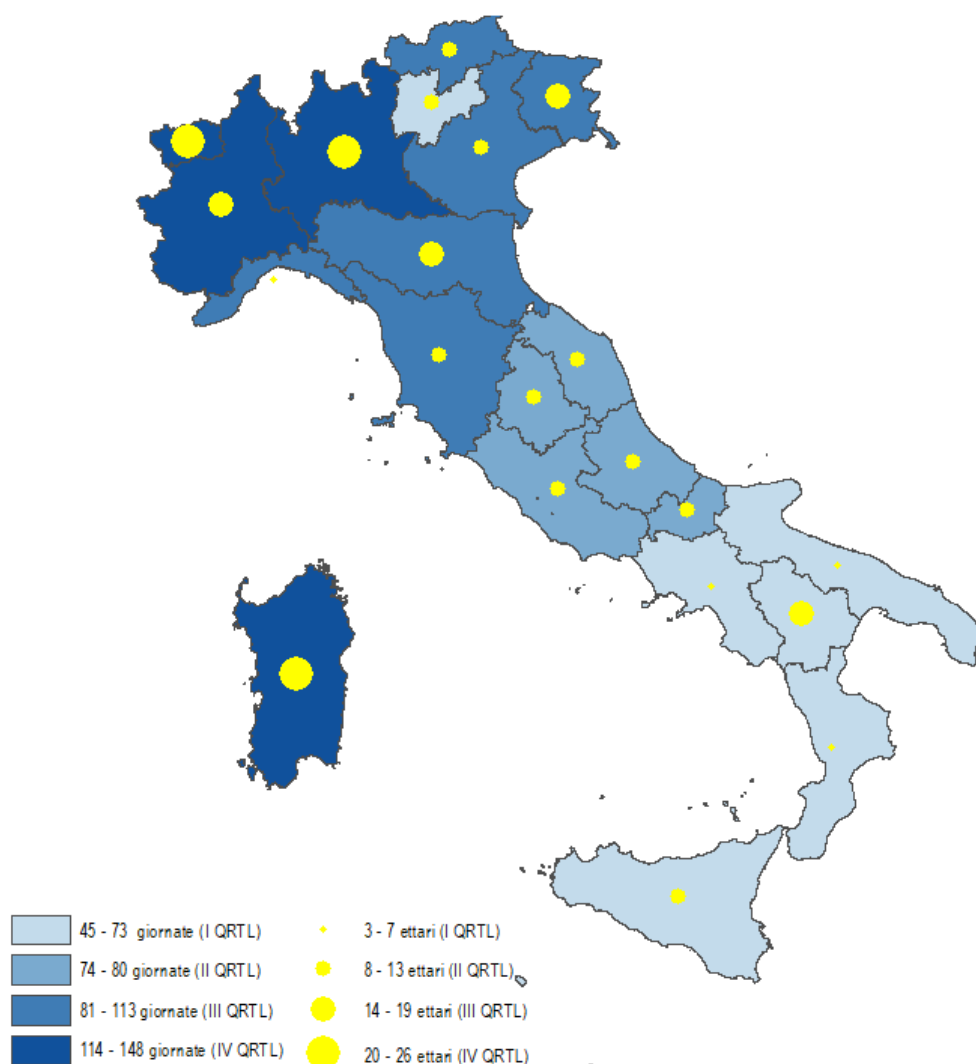 45 - 73 giornate (I QRTL)
74 - 80 giornate (II QRTL)
81 - 113 giornate (III QRTL)
114 - 148 giornate (IV QRTL)
3 - 7 ettari (I QRTL)
8 - 13 ettari (II QRTL)
14 - 19 ettari (III QRTL)
20 - 26 ettari (IV QRTL)